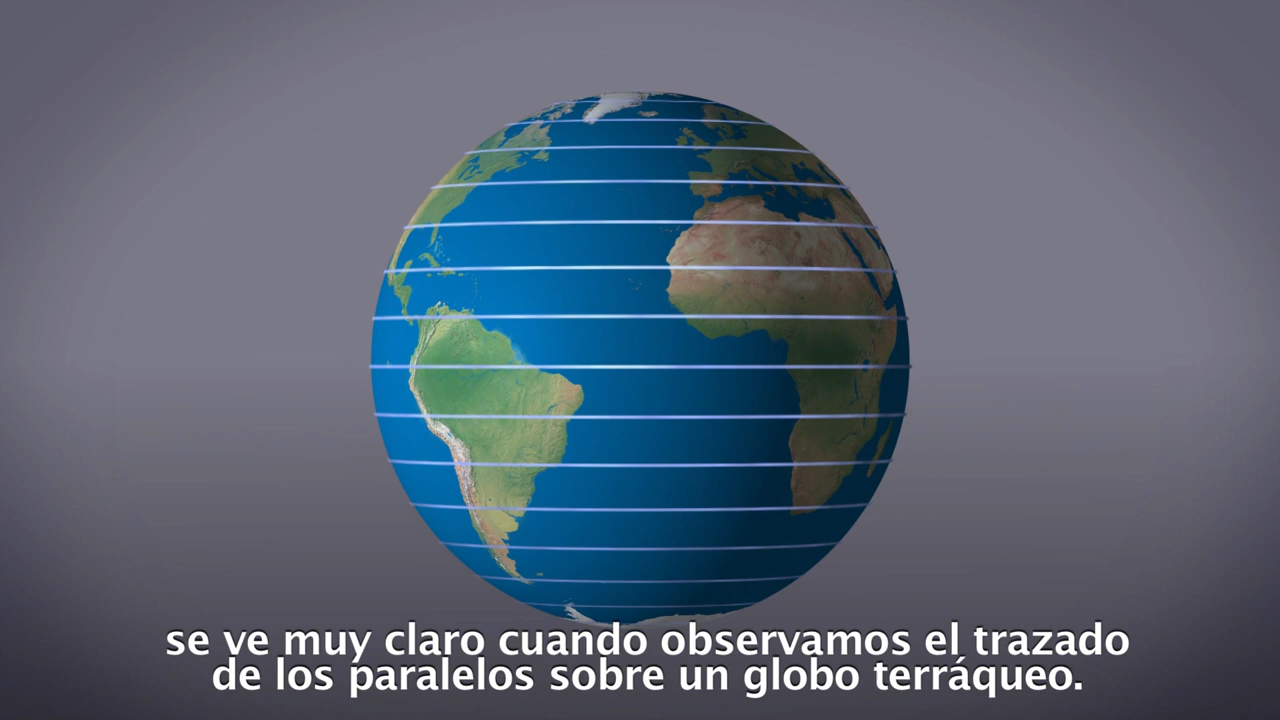 se ve muy claro cuando observamos el trazado
de los paralelos sobre un globo terráqueo.